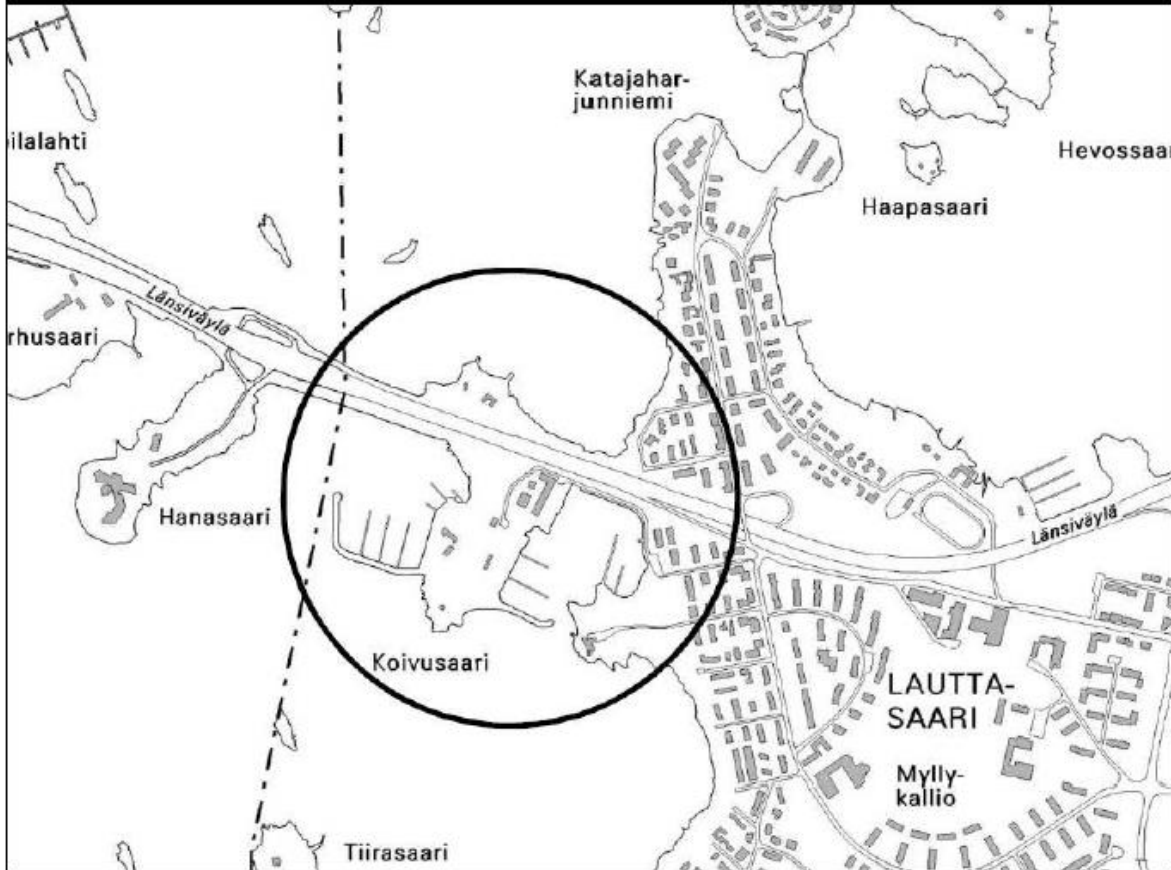 Katajahar-
junniemi
ilalahti
Hevossaar
Haapasaari
Länsiväylä
rhusaari
Hanasaari
Länsiväylä
Koivusaari
LAUTTA-
SAARI
Mylly-
kallio
Tiirasaari